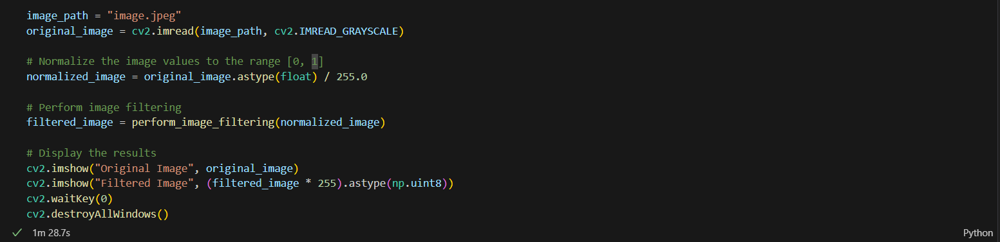 image_path = "image.jpeg"
original_image = cv2.imread(image_path, cv2.IMREAD_GRAYSCALE)
# Normalize the image values to the range [0, 1]
normalized_image = original_image.astype(float) / 255.0
# Perform image filtering
filtered_image = perform_image_filtering(normalized_image)
# Display the results
cv2.imshow("Original Image", original_image)
cv2.imshow("Filtered Image", (filtered_image * 255).astype(np.uint8))
cv2.waitKey(0)
cv2.destroyAllWindows()
1m 28.7s
Python